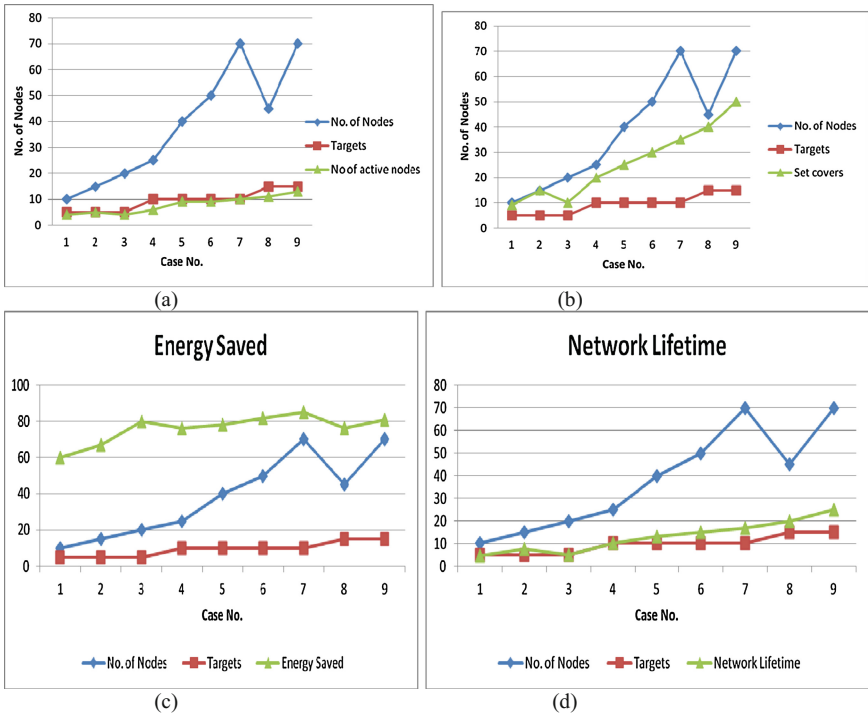 70
60
50
40
30
20
10
0
No. of Nodes
1 2 3 4 5 6 7 8 9
Case No.
No. of Nodes
Targets
No of active nodes
(a)
80
70
60
50
40
30
20
10
0
No. of Nodes
1 2 3 4 5 6 7 8 9
Case No.
No. of Nodes
Targets
Set covers
(b)
Energy Saved
100
80
60
40
20
0
1 2 3 4 5 6 7 8 9
Case No.
No. of Nodes Targets Energy Saved
(c)
Network Lifetime
80
70
60
50
40
30
20
10
0
1 2 3 4 5 6 7 8 9
Case No.
No. of Nodes Targets Network Lifetime
(d)